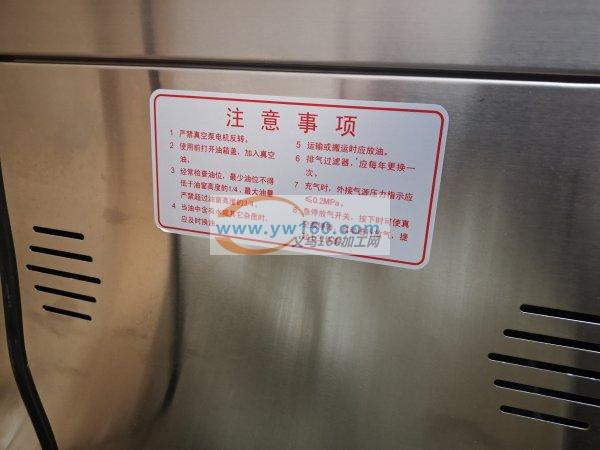 注意事项
1 严禁真空泵电机反转。
2 使用前打开油箱盖，加入真空
油。
3 经常检查油位，最少油位不得
低于油窗高度的1/4，最大油量
严禁超过油窗高度的3/4。
4 当油中含有水或其它杂质时，
应及时换油
5 运输或搬运时应放油。
6 排气过滤器，应每年更换一
次。
7 充气时，外接气源压力指示应
≤0.2MPa。
8 急停放气开关，按下时可使真
www.yw160.com
义乌160加工网